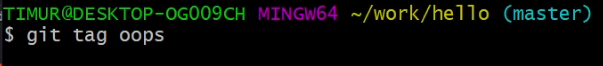 TIMUR@DESKTOP-OG009CH MINGW64 ~/work/hello (master)
$ git tag oops